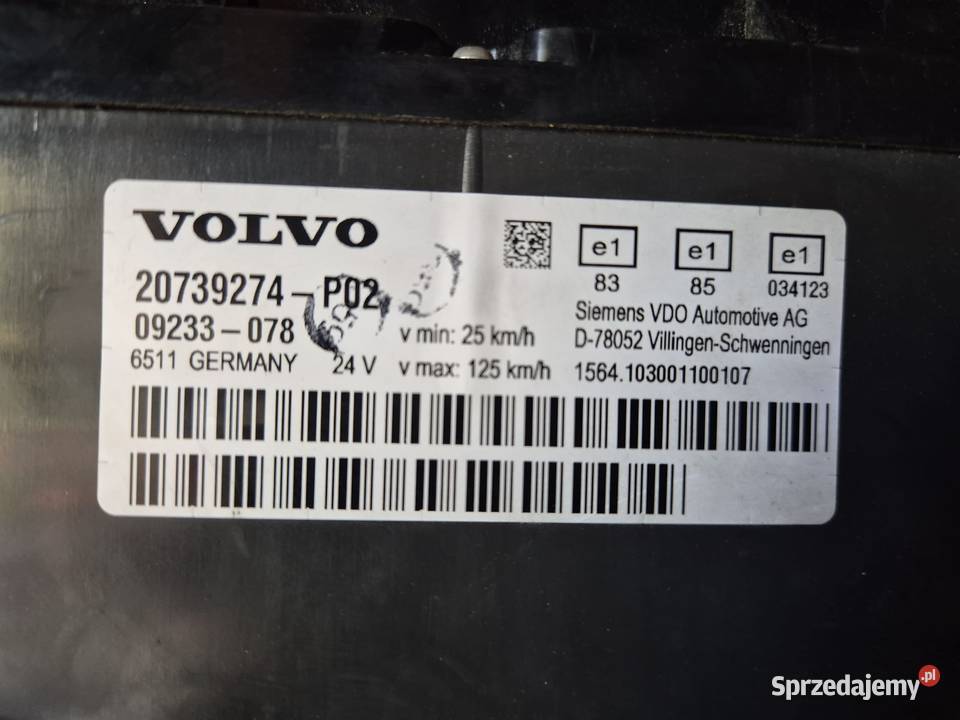 VOLVO
20739274-P02
09233-078
6511 GERMANY 24 V
v min: 25 km/h
v max: 125 km/h
e1 e1 e1
83 85 034123
Siemens VDO Automotive AG
D-78052 Villingen-Schwenningen
1564.103001100107
Sprzedajemy.pl